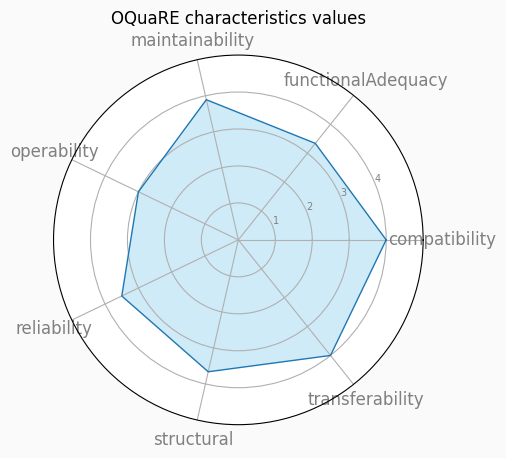 OQuaRE characteristics values
maintainability
functionalAdequacy
operability
4
3
2
1
compatibility
reliability
transferability
structural